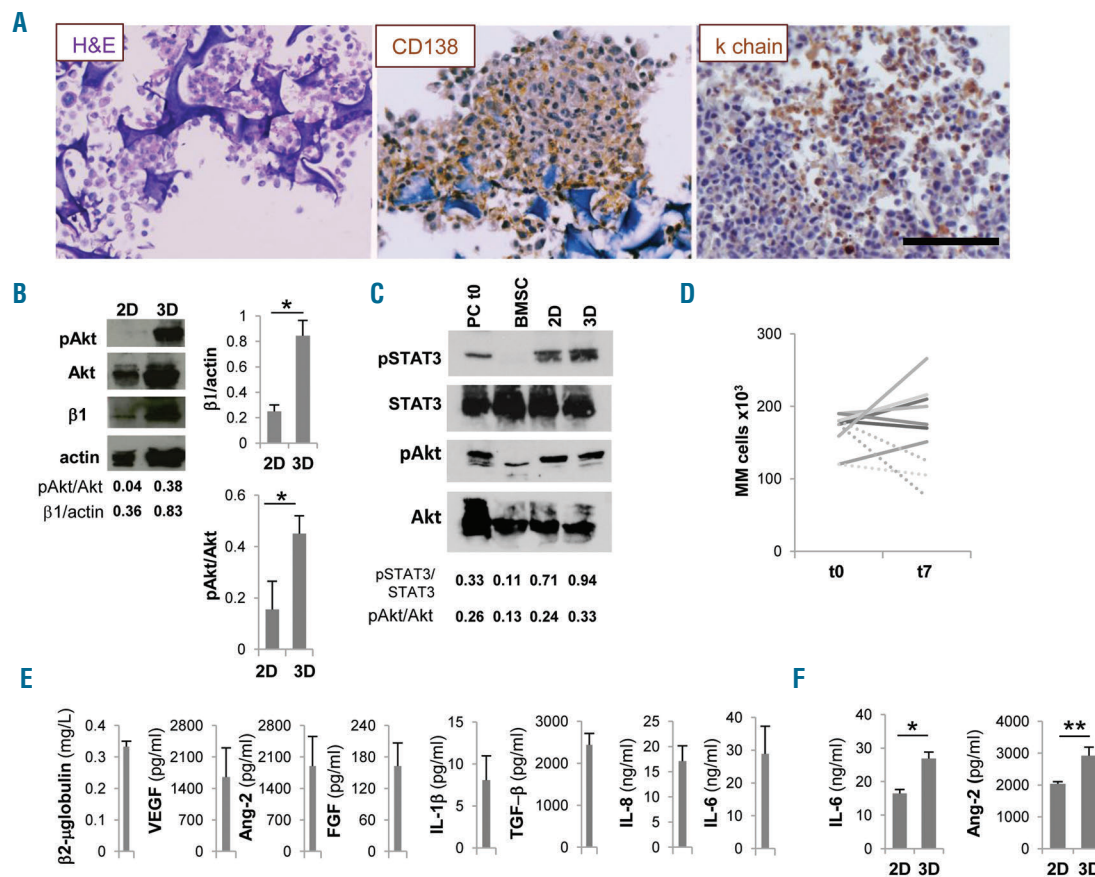 A
H&E
CD138
k chain
B
2D 3D
pAkt
Akt
β1
actin
pAkt/Akt 0.04 0.38
β1/actin 0.36 0.83
β1/actin
1
0.8
0.6
0.4
0.2
0
*
2D 3D
pAkt/Akt
0.6
0.4
0.2
0
*
2D 3D
C
PC t0
BMSC
2D
3D
pSTAT3
STAT3
pAkt
Akt
pSTAT3/
STAT3
0.33 0.11 0.71 0.94
pAkt/Akt 0.26 0.13 0.24 0.33
D
MM cells x10³
300
200
100
0
t0 t7
E
β2-μglobulin (mg/L)
0.4
0.3
0.2
0.1
0
VEGF (pg/ml)
2800
2100
1400
700
0
Ang-2 (pg/ml)
2800
2100
1400
700
0
FGF (pg/ml)
240
180
120
60
0
IL-1β (pg/ml)
15
10
5
0
TGF–β (pg/ml)
3000
2000
1000
0
IL-8 (ng/ml)
25
20
15
10
5
0
IL-6 (ng/ml)
40
30
20
10
0
F
IL-6 (ng/ml)
40
30
20
10
0
*
2D 3D
Ang-2 (pg/ml)
4000
3000
2000
1000
0
**
2D 3D